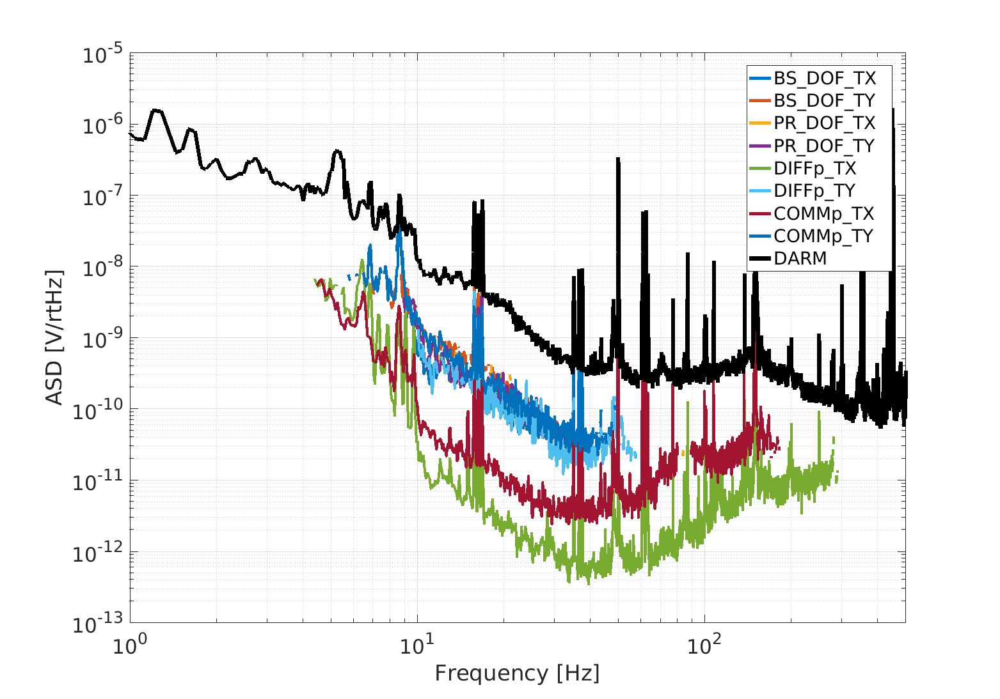 10^-5
10^-6
10^-7
10^-8
10^-9
10^-10
10^-11
10^-12
10^-13
ASD [V/rtHz]
10^0
10^1
10^2
Frequency [Hz]
BS_DOF_TX
BS_DOF_TY
PR_DOF_TX
PR_DOF_TY
DIFFp_TX
DIFFp_TY
COMMp_TX
COMMp_TY
DARM